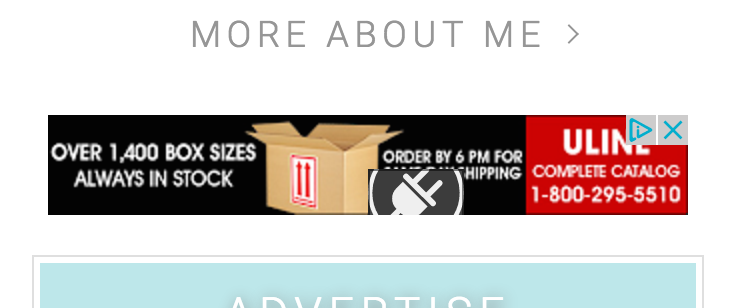 MORE ABOUT ME >
OVER 1,400 BOX SIZES
ALWAYS IN STOCK
ORDER BY 6 PM FOR
SHIPPING
ULINE
COMPLETE CATALOG
1-800-295-5510
ADVERTISE